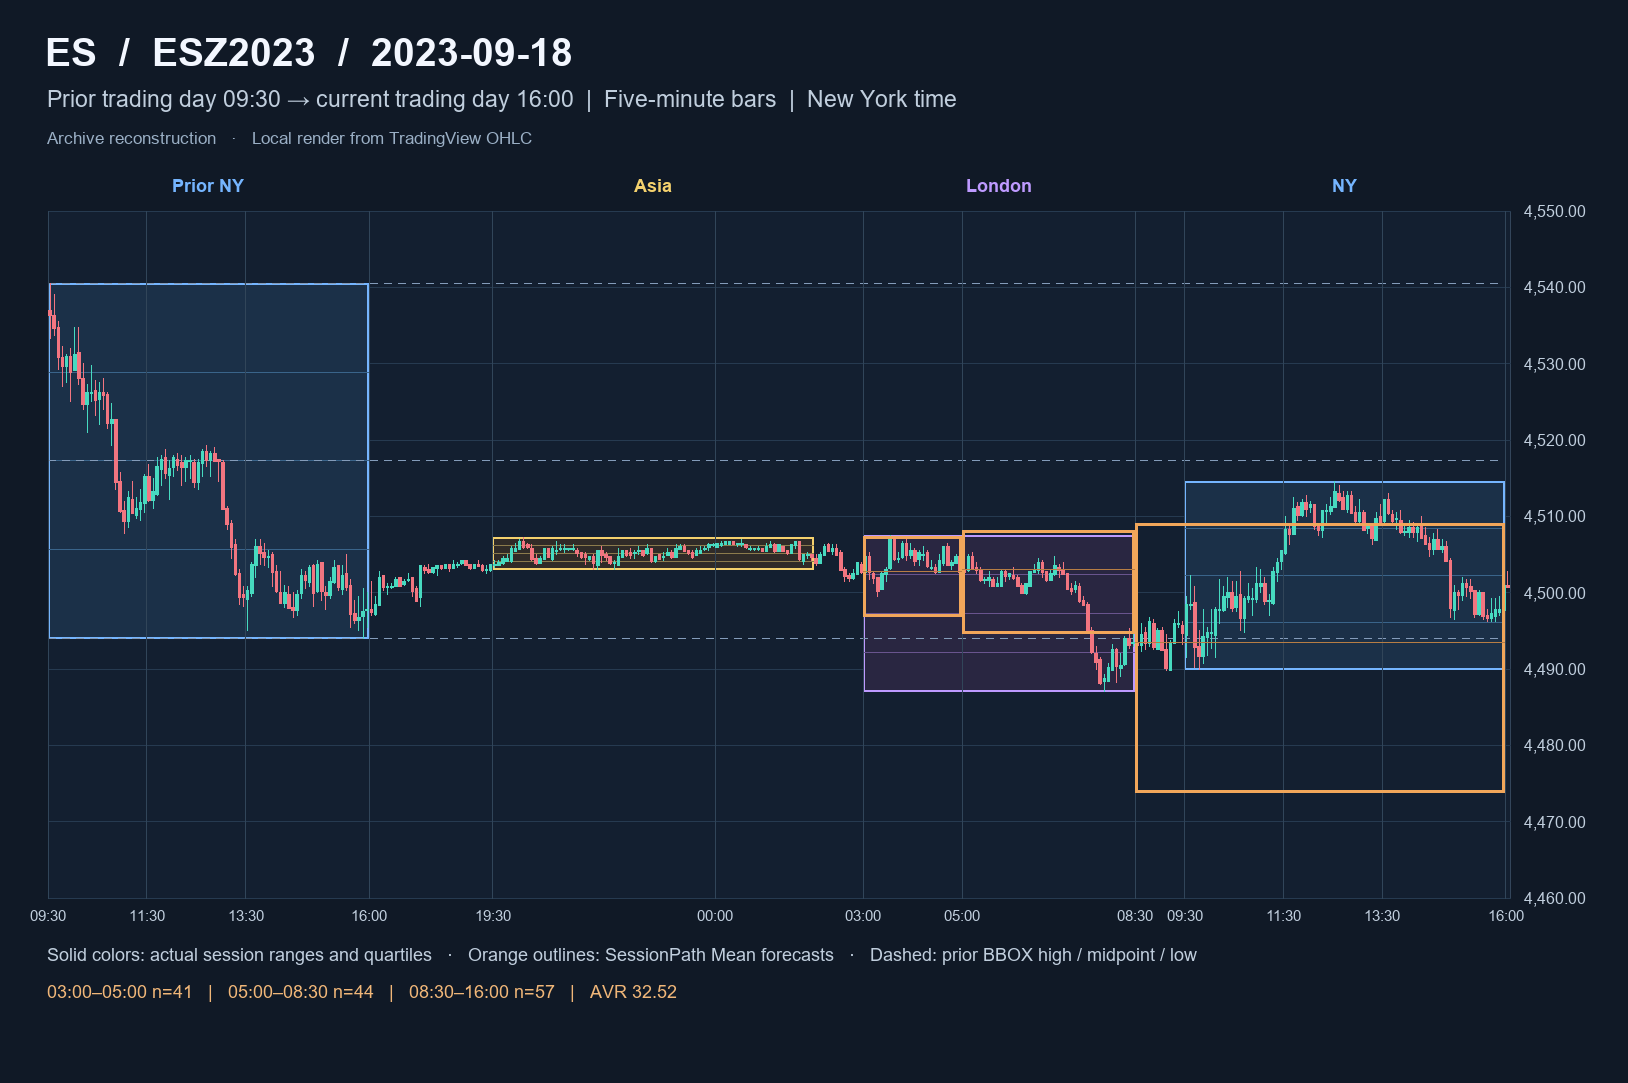 ES / ESZ2023 / 2023-09-18
Prior trading day 09:30 → current trading day 16:00 | Five-minute bars | New York time
Archive reconstruction · Local render from TradingView OHLC
Prior NY Asia London NY
4,550.00
4,540.00
4,530.00
4,520.00
4,510.00
4,500.00
4,490.00
4,480.00
4,470.00
4,460.00
09:30 11:30 13:30 16:00 19:30 00:00 03:00 05:00 08:30 09:30 11:30 13:30 16:00
Solid colors: actual session ranges and quartiles · Orange outlines: SessionPath Mean forecasts · Dashed: prior BBOX high / midpoint / low
03:00–05:00 n=41 | 05:00–08:30 n=44 | 08:30–16:00 n=57 | AVR 32.52